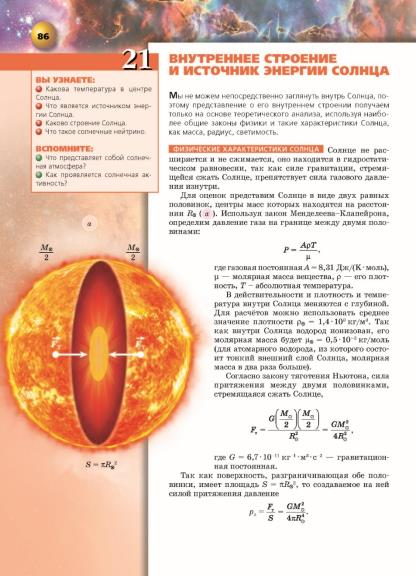 86
21
ВНУТРЕННЕЕ СТРОЕНИЕ
И ИСТОЧНИК ЭНЕРГИИ СОЛНЦА
ВЫ УЗНАЕТЕ:
Какова температура в центре
Солнца.
Что является источником энер-
гии Солнца.
Каково строение Солнца.
Что такое солнечные нейтрино.
ВСПОМНИТЕ:
Что представляет собой солнеч-
ная атмосфера?
Как проявляется солнечная ак-
тивность?
а
M⊙/2
M⊙/2
S = πR⊙²
Мы не можем непосредственно заглянуть внутрь Солнца, по-
этому представление о его внутреннем строении получаем
только на основе теоретического анализа, используя наибо-
лее общие законы физики и такие характеристики Солнца,
как масса, радиус, светимость.
ФИЗИЧЕСКИЕ ХАРАКТЕРИСТИКИ СОЛНЦА Солнце не рас-
ширяется и не сжимается, оно находится в гидростати-
ческом равновесии, так как силе гравитации, стремя-
щейся сжать Солнце, препятствует сила газового давле-
ния изнутри.
Для оценок представим Солнце в виде двух равных
половинок, центры масс которых находятся на расстоя-
нии R⊙ ( а ). Используя закон Менделеева–Клапейрона,
определим давление газа на границе между двумя поло-
винами:
P = AρT/μ,
где газовая постоянная A = 8,31 Дж/(К·моль),
μ — молярная масса вещества, ρ — его плот-
ность, T – абсолютная температура.
В действительности и плотность и темпера-
тура внутри Солнца меняются с глубиной.
Для расчётов можно использовать среднее
значение плотности ρ⊙ = 1,4·10³ кг/м³. Так
как внутри Солнца водород ионизован, его
молярная масса будет μ⊙ = 0,5·10⁻³ кг/моль
(для атомарного водорода, из которого состо-
ит тонкий внешний слой Солнца, молярная
масса в два раза больше).
Согласно закону тяготения Ньютона, сила
притяжения между двумя половинками,
стремящаяся сжать Солнце,
Fт = G(M⊙/2)(M⊙/2)/R⊙² = GM⊙²/4R⊙²,
где G = 6,7·10⁻¹¹ кг⁻¹·м³·с⁻² — гравитацион-
ная постоянная.
Так как поверхность, разграничивающая обе поло-
винки, имеет площадь S = πR⊙², то создаваемое на ней
силой притяжения давление
= Fт/S = GM⊙²/4πR⊙⁴.